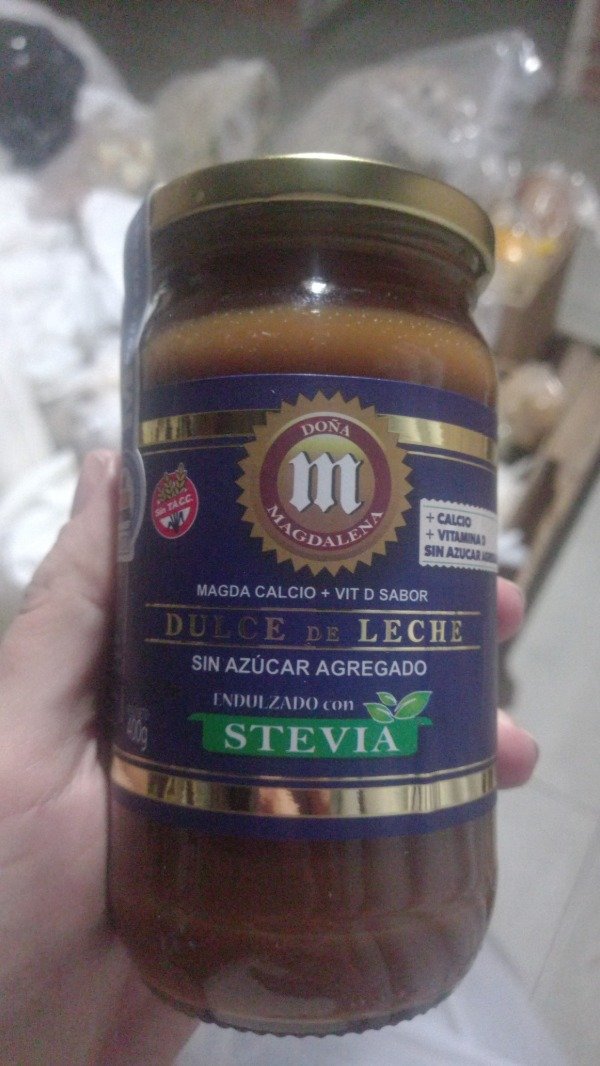 DOÑA
m
MAGDALENA
Sin T.A.C.C.
+ CALCIO
+ VITAMINA D
SIN AZUCAR
MAGDA CALCIO + VIT D SABOR
DULCE DE LECHE
SIN AZÚCAR AGREGADO
ENDULZADO con
STEVIA